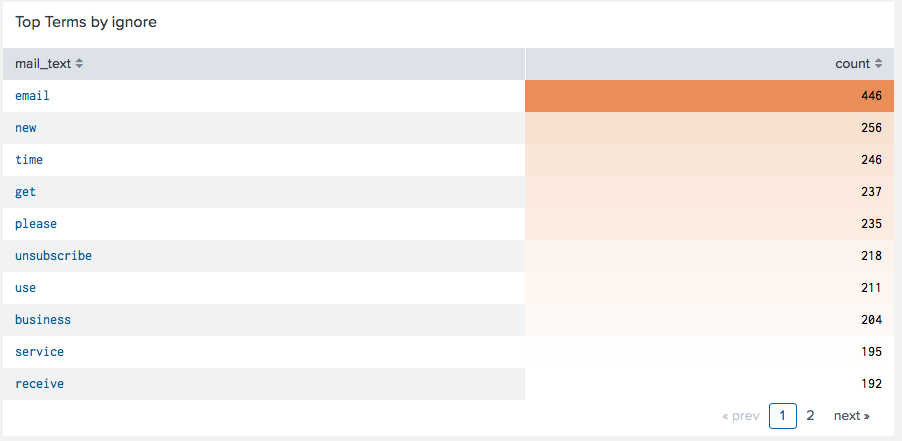 Top Terms by ignore
mail_text count
email 446
new 256
time 246
get 237
please 235
unsubscribe 218
use 211
business 204
service 195
receive 192
« prev 1 2 next »